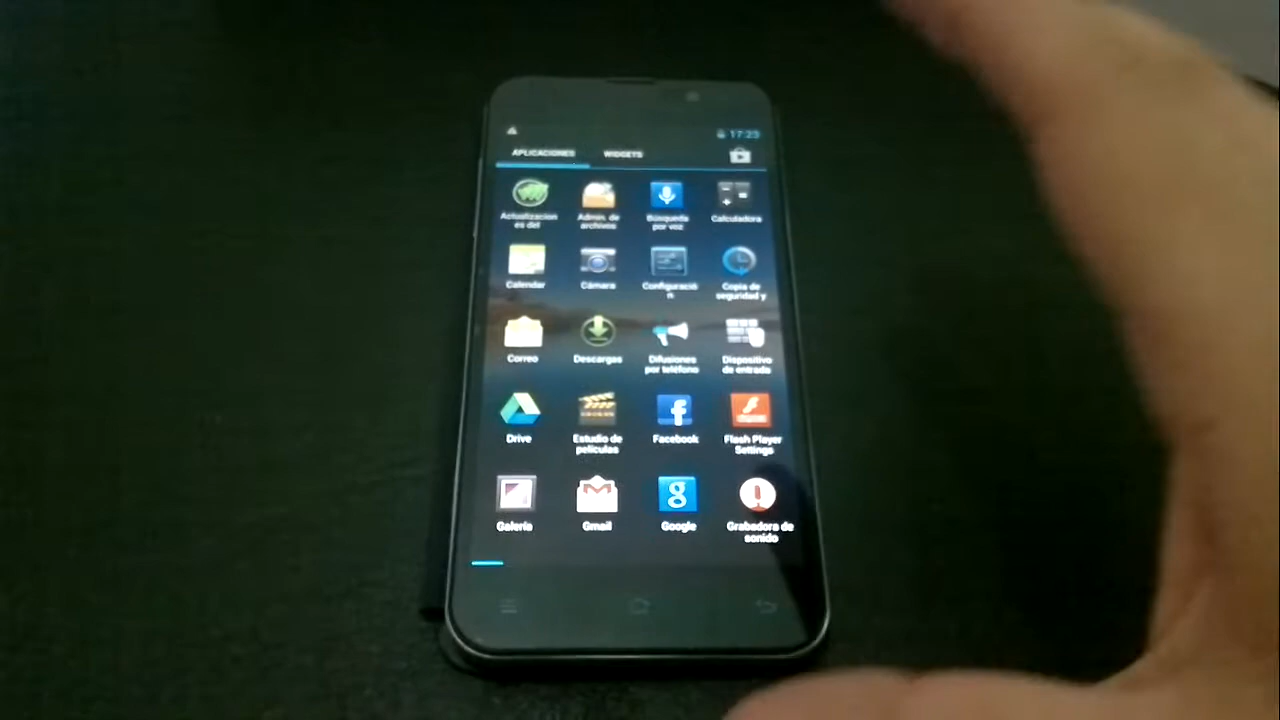 17:23
APLICACIONES WIDGETS
Actualizacion
es del
Admin. de
archivos
Búsqueda
por voz
Calculadora
Calendar
Cámara
Configuració
n
Copia de
seguridad y
Correo
Descargas
Difusiones
por teléfono
Dispositivo
de entrada
Drive
Estudio de
películas
Facebook
Flash Player
Settings
Galería
Gmail
Google
Grabadora de
sonido